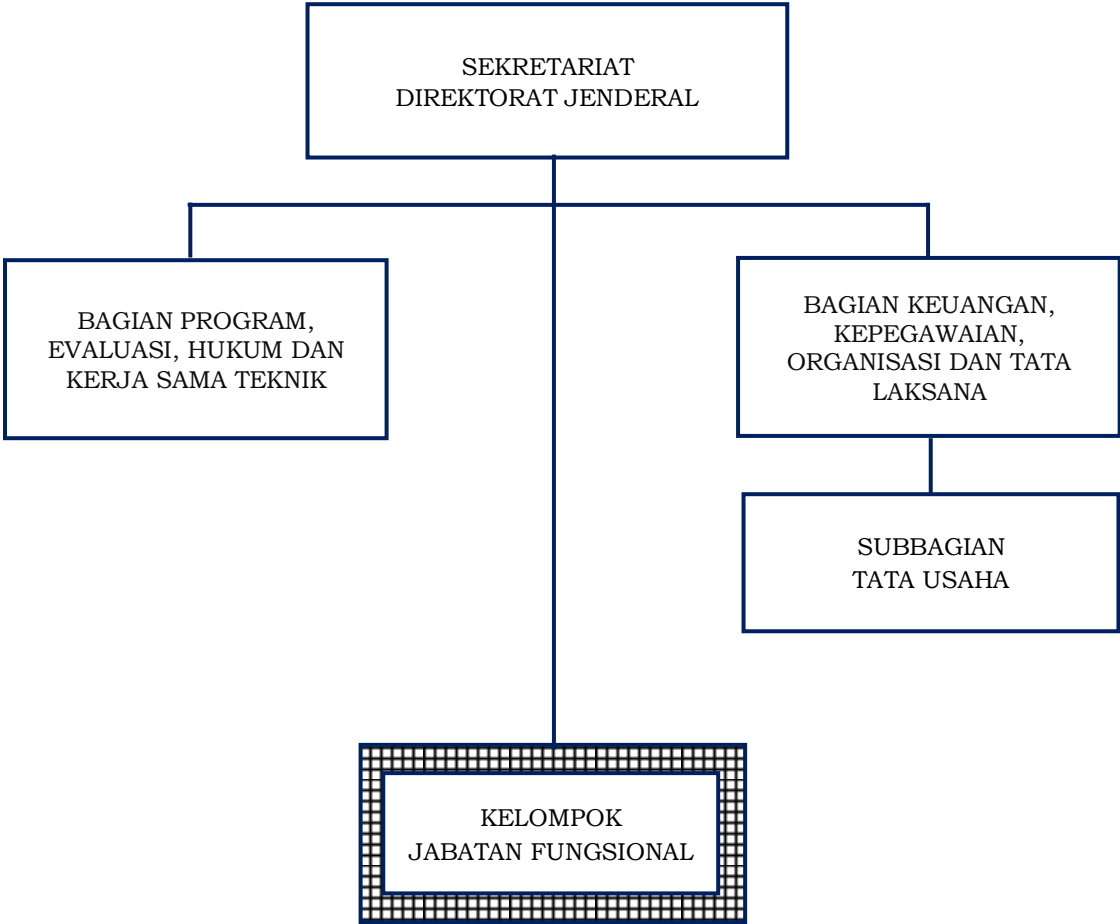 SEKRETARIAT
DIREKTORAT JENDERAL
BAGIAN PROGRAM,
EVALUASI, HUKUM DAN
KERJA SAMA TEKNIK
BAGIAN KEUANGAN,
KEPEGAWAIAN,
ORGANISASI DAN TATA
LAKSANA
SUBBAGIAN
TATA USAHA
KELOMPOK
JABATAN FUNGSIONAL